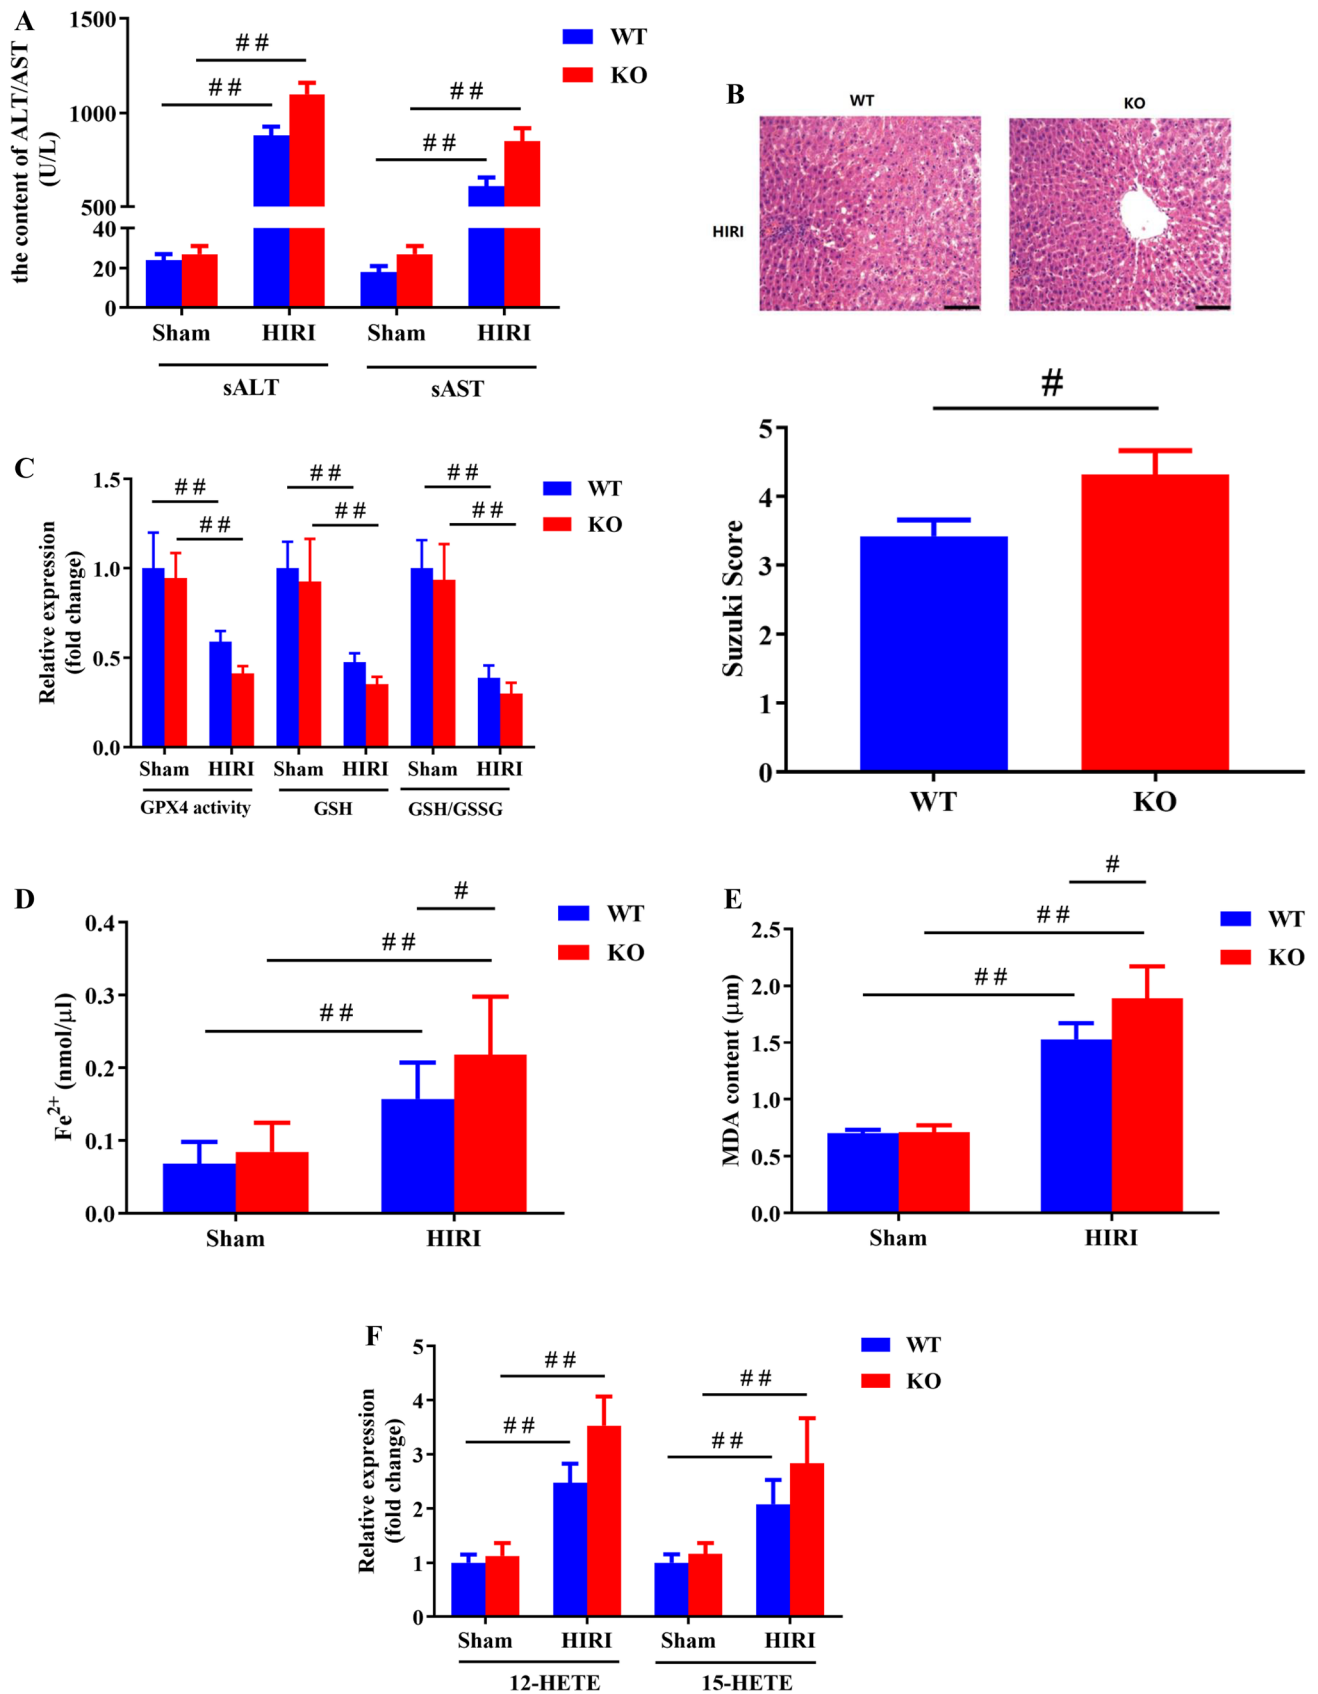 A
the content of ALT/AST
(U/L)
1500
1000
500
40
20
0
# #
# #
# #
# #
WT
KO
Sham
HIRI
Sham
HIRI
sALT
sAST
B
WT
KO
HIRI
#
Suzuki Score
5
4
3
2
1
0
WT
KO
C
Relative expression
(fold change)
1.5
1.0
0.5
0.0
# #
# #
# #
# #
# #
# #
WT
KO
Sham
HIRI
Sham
HIRI
Sham
HIRI
GPX4 activity
GSH
GSH/GSSG
D
Fe2+ (nmol/μl)
0.4
0.3
0.2
0.1
0.0
#
# #
# #
WT
KO
Sham
HIRI
E
MDA content (μm)
2.5
2.0
1.5
1.0
0.5
0.0
#
# #
# #
WT
KO
Sham
HIRI
F
Relative expression
(fold change)
5
4
3
2
1
0
# #
# #
# #
# #
WT
KO
Sham
HIRI
Sham
HIRI
12-HETE
15-HETE